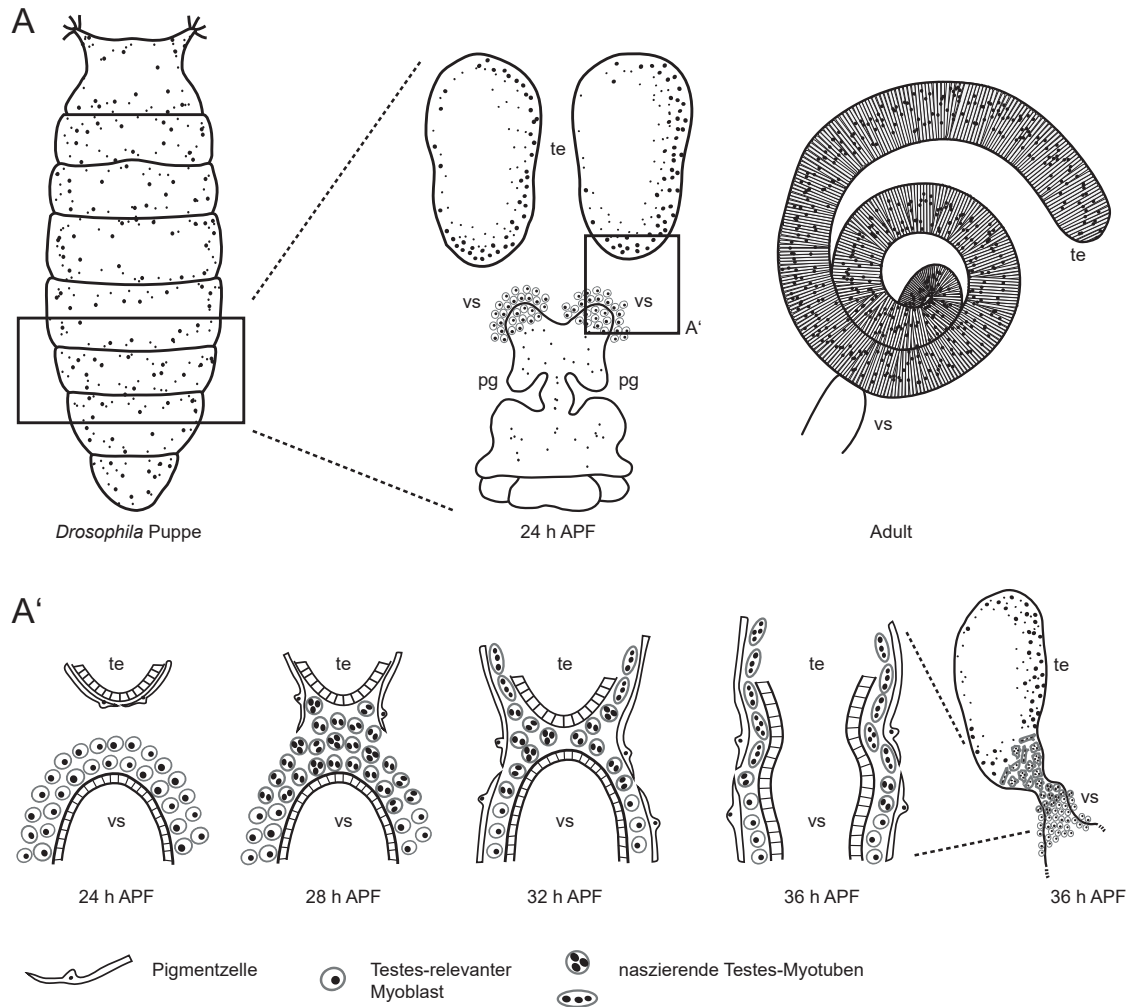 A
te
te
vs
vs
A‘
pg
pg
vs
Drosophila Puppe
24 h APF
Adult
A‘
te
te
te
te
te
vs
vs
vs
vs
vs
24 h APF
28 h APF
32 h APF
36 h APF
36 h APF
Pigmentzelle
Testes-relevanter
Myoblast
naszierende Testes-Myotuben